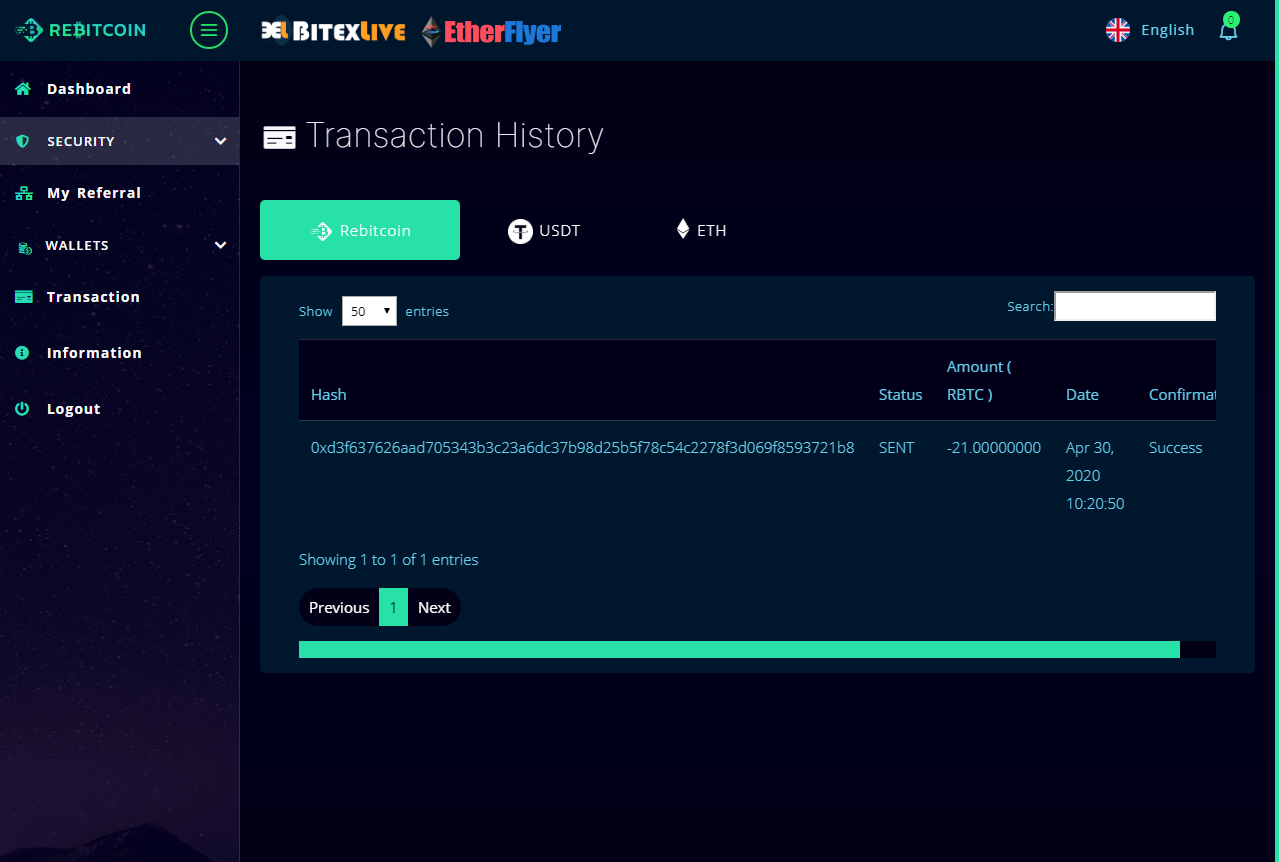 REBITCOIN
BITEXLIVE EtherFlyer
English
0
Dashboard
SECURITY
My Referral
WALLETS
Transaction
Information
Logout
Transaction History
Rebitcoin USDT ETH
Show 50 entries
Search:
Hash Status Amount ( RBTC ) Date Confirmat
0xd3f637626aad705343b3c23a6dc37b98d25b5f78c54c2278f3d069f8593721b8 SENT -21.00000000 Apr 30, 2020 10:20:50 Success
Showing 1 to 1 of 1 entries
Previous 1 Next